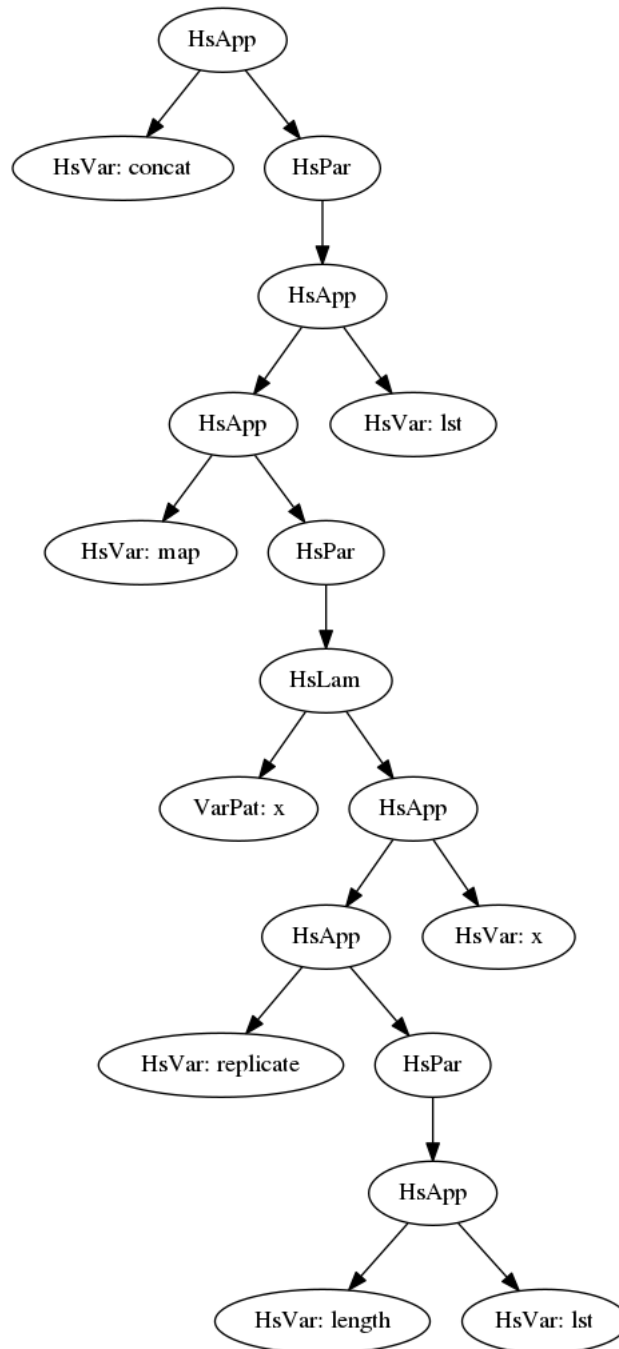 HsApp
HsVar: concat
HsPar
HsApp
HsApp
HsVar: lst
HsVar: map
HsPar
HsLam
VarPat: x
HsApp
HsApp
HsVar: x
HsVar: replicate
HsPar
HsApp
HsVar: length
HsVar: lst